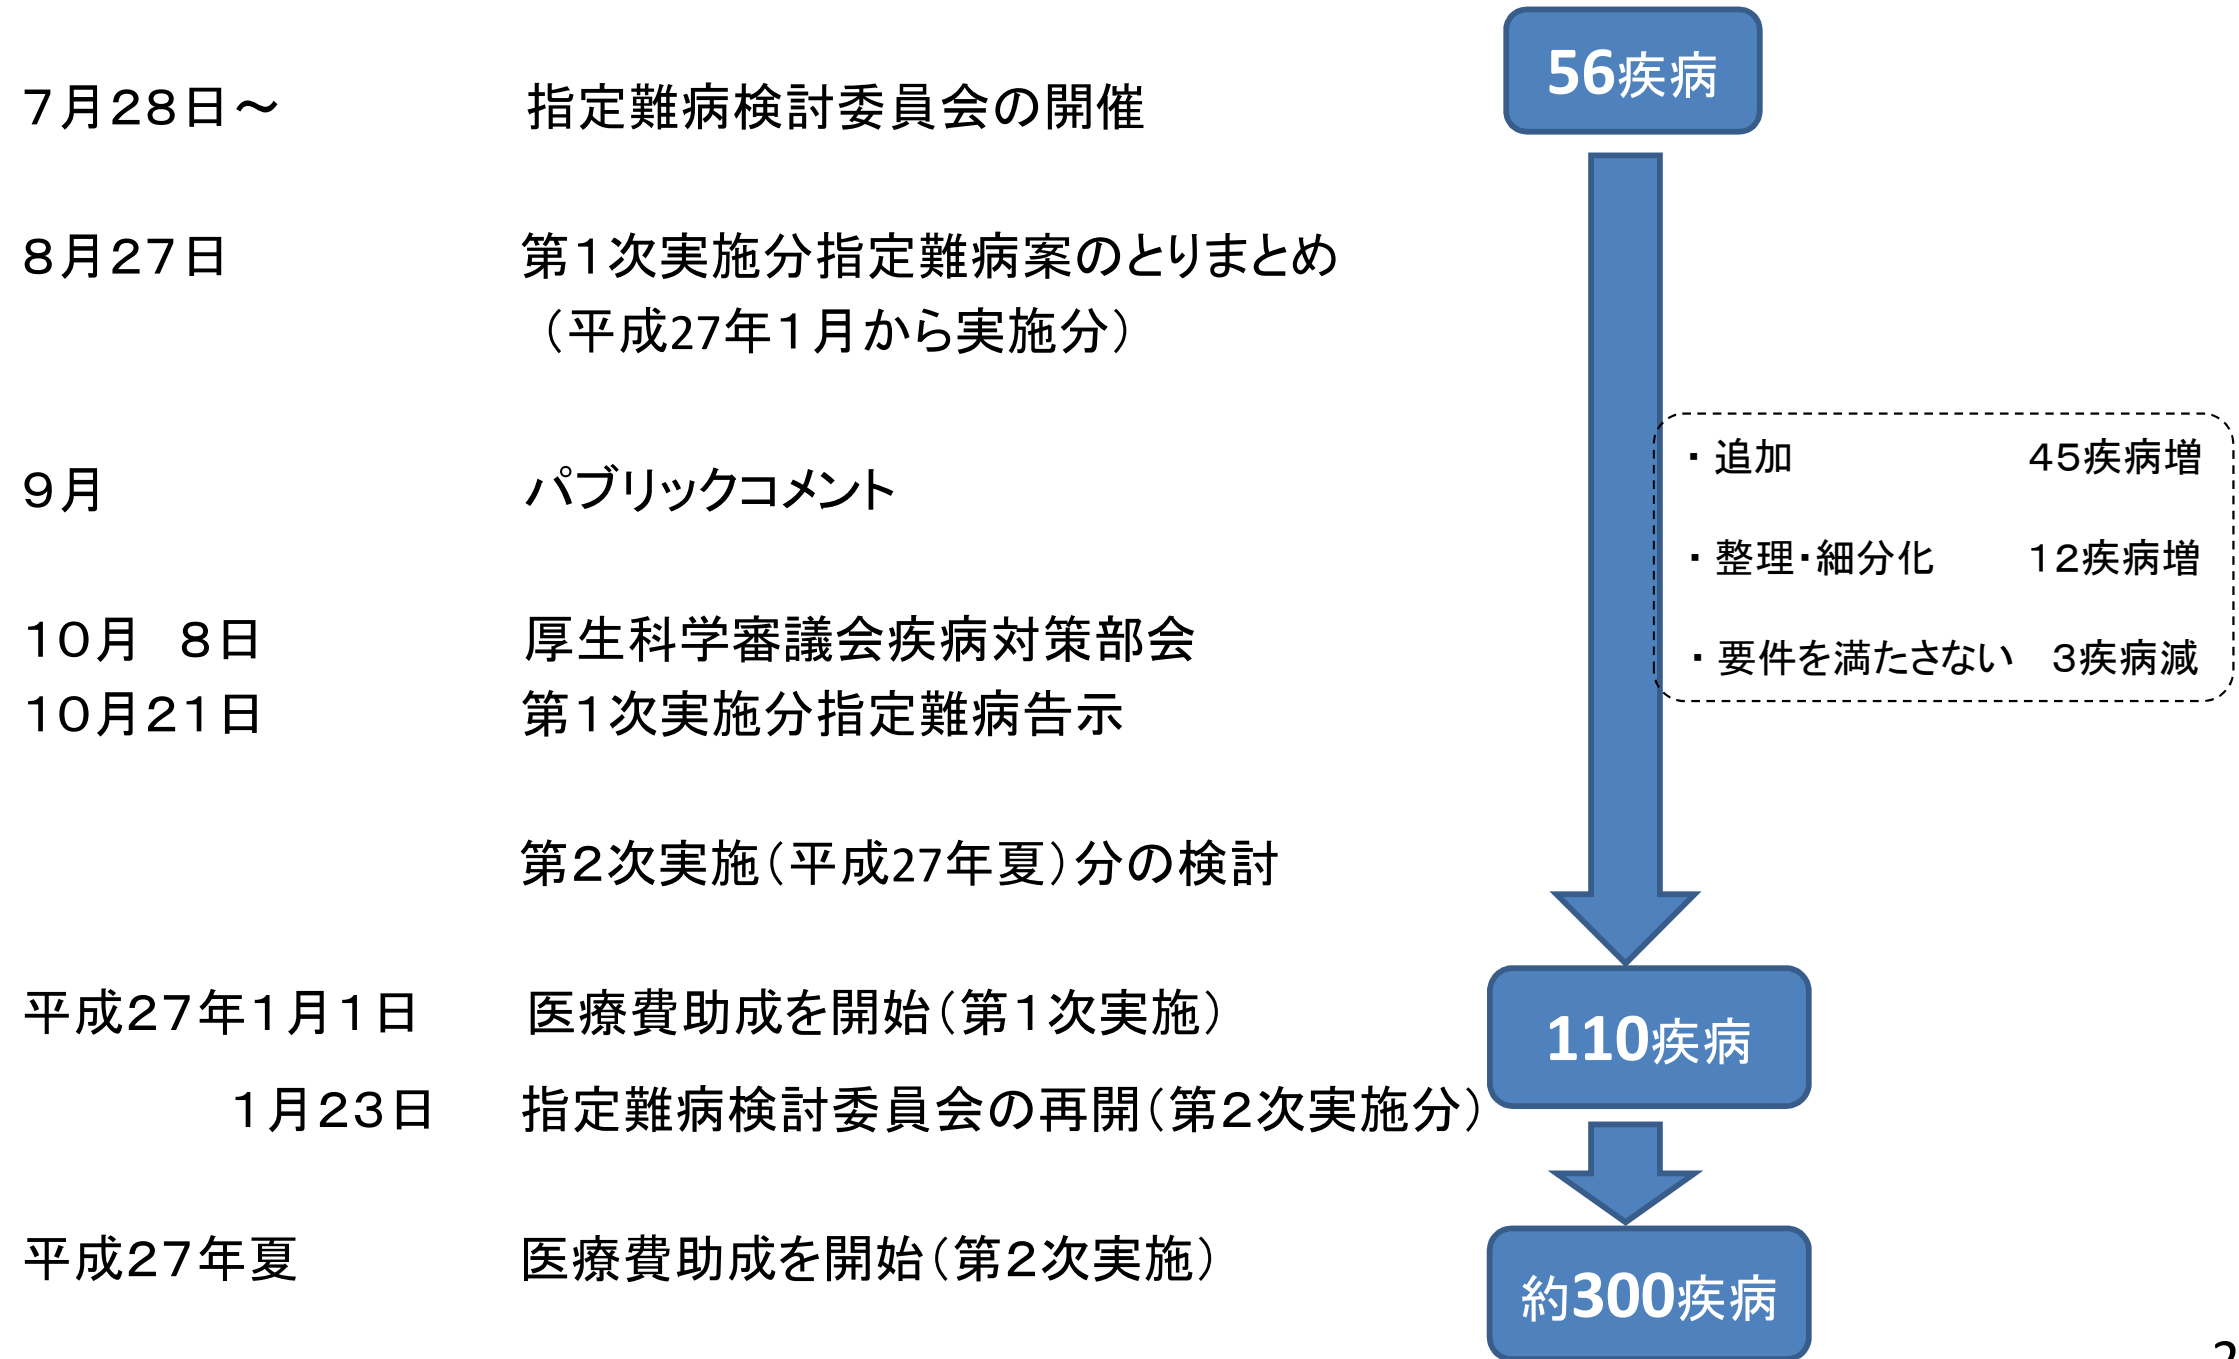 56疾病
7月28日～ 指定難病検討委員会の開催
8月27日 第1次実施分指定難病案のとりまとめ
（平成27年1月から実施分）
・追加 45疾病増
9月 パブリックコメント
・整理・細分化 12疾病増
10月 8日 厚生科学審議会疾病対策部会
・要件を満たさない 3疾病減
10月21日 第1次実施分指定難病告示
第2次実施（平成27年夏）分の検討
平成27年1月1日 医療費助成を開始（第1次実施）
110疾病
1月23日 指定難病検討委員会の再開（第2次実施分）
平成27年夏 医療費助成を開始（第2次実施）
約300疾病
2